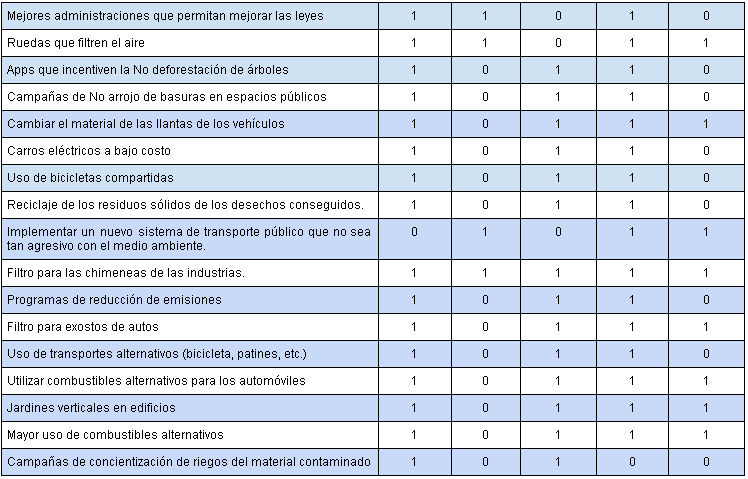 Mejores administraciones que permitan mejorar las leyes 1 1 0 1 0
Ruedas que filtren el aire 1 1 0 1 1
Apps que incentiven la No deforestación de árboles 1 0 1 1 0
Campañas de No arrojo de basuras en espacios públicos 1 0 1 1 0
Cambiar el material de las llantas de los vehículos 1 0 1 1 1
Carros eléctricos a bajo costo 1 0 1 1 0
Uso de bicicletas compartidas 1 0 1 1 0
Reciclaje de los residuos sólidos de los desechos conseguidos. 1 0 1 1 0
Implementar un nuevo sistema de transporte público que no sea 0 1 0 1 1
tan agresivo con el medio ambiente.
Filtro para las chimeneas de las industrias. 1 1 1 1 1
Programas de reducción de emisiones 1 0 1 1 0
Filtro para exostos de autos 1 0 1 1 1
Uso de transportes alternativos (bicicleta, patines, etc.) 1 0 1 1 0
Utilizar combustibles alternativos para los automóviles 1 0 1 1 1
Jardines verticales en edificios 1 0 1 1 1
Mayor uso de combustibles alternativos 1 0 1 1 1
Campañas de concientización de riegos del material contaminado 1 0 1 0 0